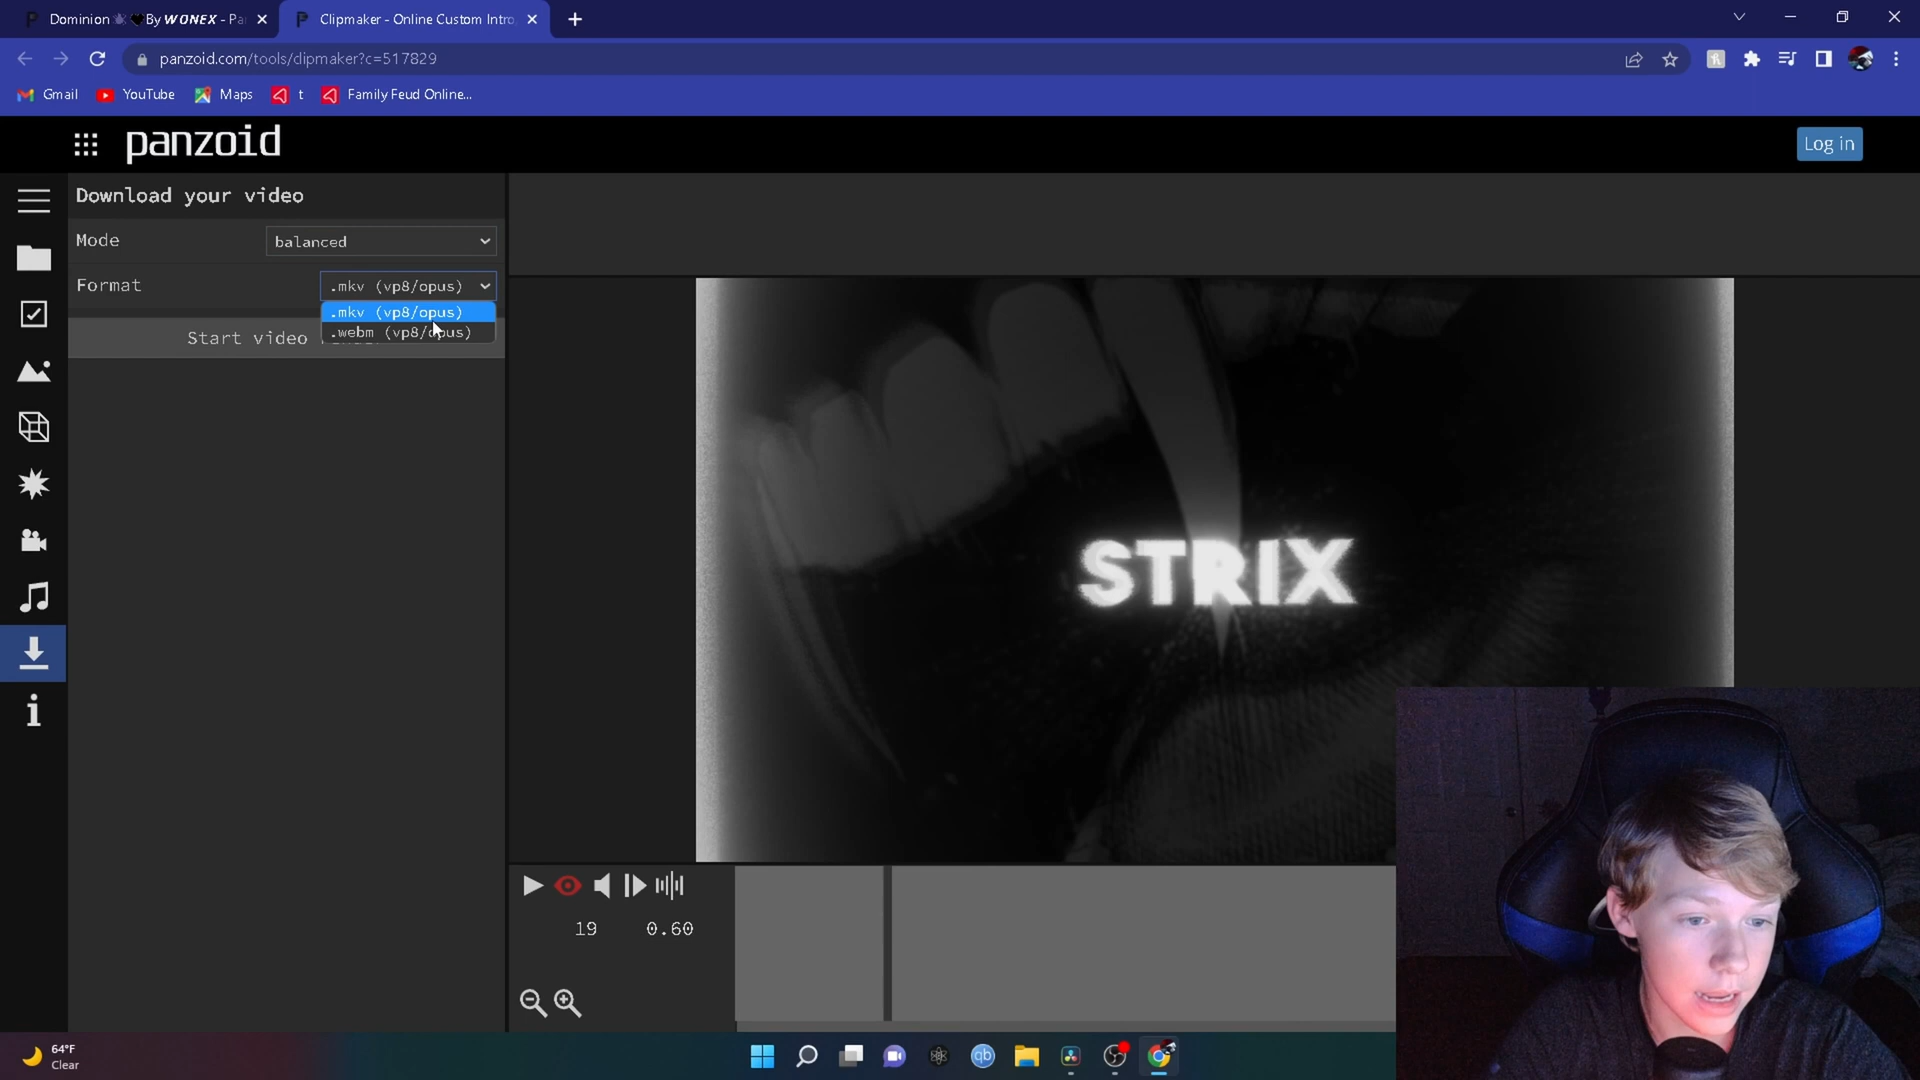 Dominion 🕷🖤By WONEX - Pa
Clipmaker - Online Custom Intro
panzoid.com/tools/clipmaker?c=517829
Gmail
YouTube
Maps
t
Family Feud Online...
panzoid
Log in
Download your video
Mode
balanced
Format
.mkv (vp8/opus)
.mkv (vp8/opus)
.webm (vp8/opus)
Start video
STRIX
19
0.60
64°F
Clear
qb